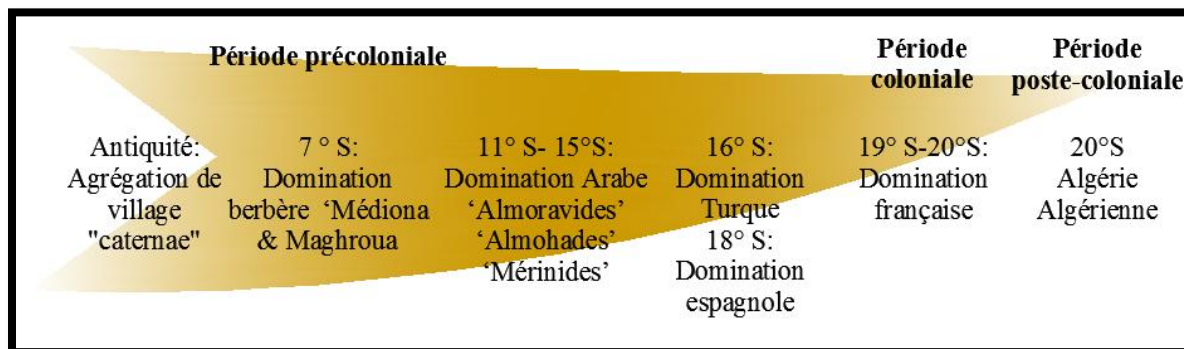 Période précoloniale
Période
coloniale
Période
poste-coloniale
Antiquité:
Agrégation de
village
"caternae"
7 ° S:
Domination
berbère ‘Médiona
& Maghroua
11° S- 15°S:
Domination Arabe
‘Almoravides’
‘Almohades’
‘Mérinides’
16° S:
Domination
Turque
18° S:
Domination
espagnole
19° S-20°S:
Domination
française
20°S
Algérie
Algérienne